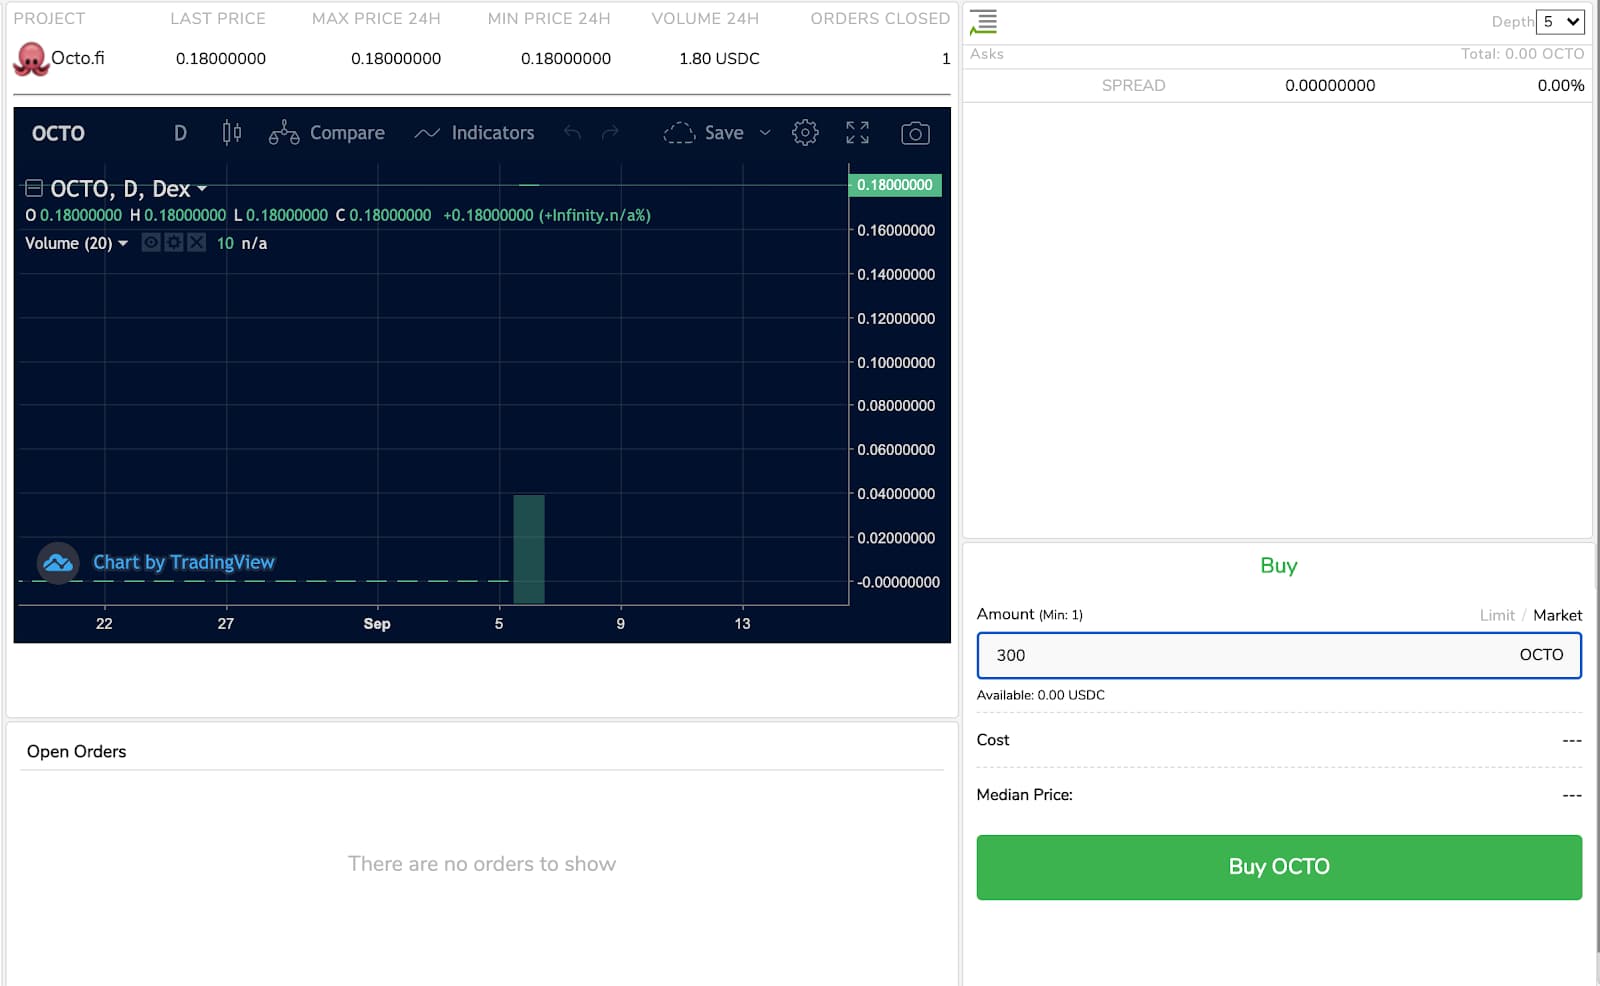 PROJECT LAST PRICE MAX PRICE 24H MIN PRICE 24H VOLUME 24H ORDERS CLOSED
Octo.fi 0.18000000 0.18000000 0.18000000 1.80 USDC 1
OCTO D Compare Indicators Save
OCTO, D, Dex
O 0.18000000 H 0.18000000 L 0.18000000 C 0.18000000 +0.18000000 (+Infinity.n/a%)
Volume (20) 10 n/a
0.18000000
0.16000000
0.14000000
0.12000000
0.10000000
0.08000000
0.06000000
0.04000000
0.02000000
-0.00000000
Chart by TradingView
22 27 Sep 5 9 13
Open Orders
There are no orders to show
Depth 5
Asks Total: 0.00 OCTO
SPREAD 0.00000000 0.00%
Buy
Amount (Min: 1) Limit / Market
300 OCTO
Available: 0.00 USDC
Cost ---
Median Price: ---
Buy OCTO